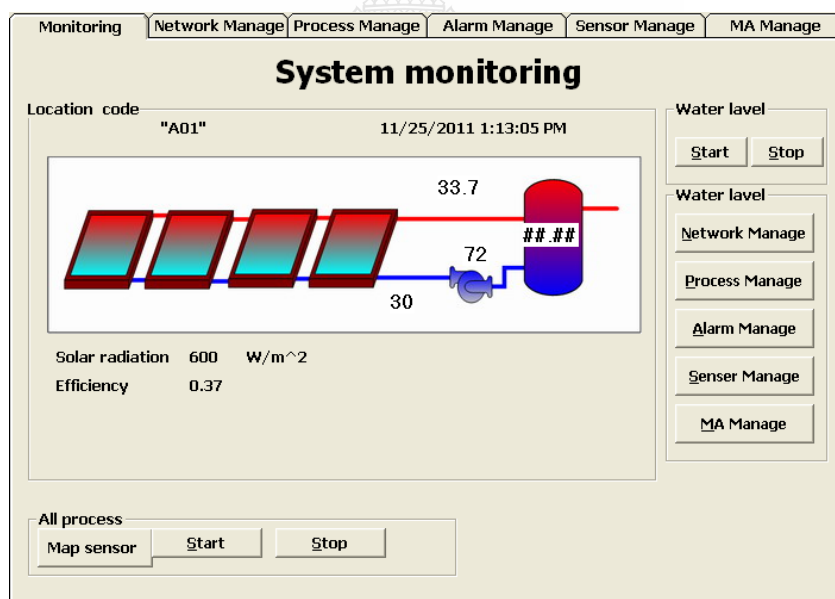 Monitoring Network Manage Process Manage Alarm Manage Sensor Manage MA Manage
System monitoring
Location code
"A01" 11/25/2011 1:13:05 PM
33.7
##.##
72
30
Solar radiation 600 W/m^2
Efficiency 0.37
Water lavel
Start Stop
Water lavel
Network Manage
Process Manage
Alarm Manage
Senser Manage
MA Manage
All process
Map sensor Start Stop